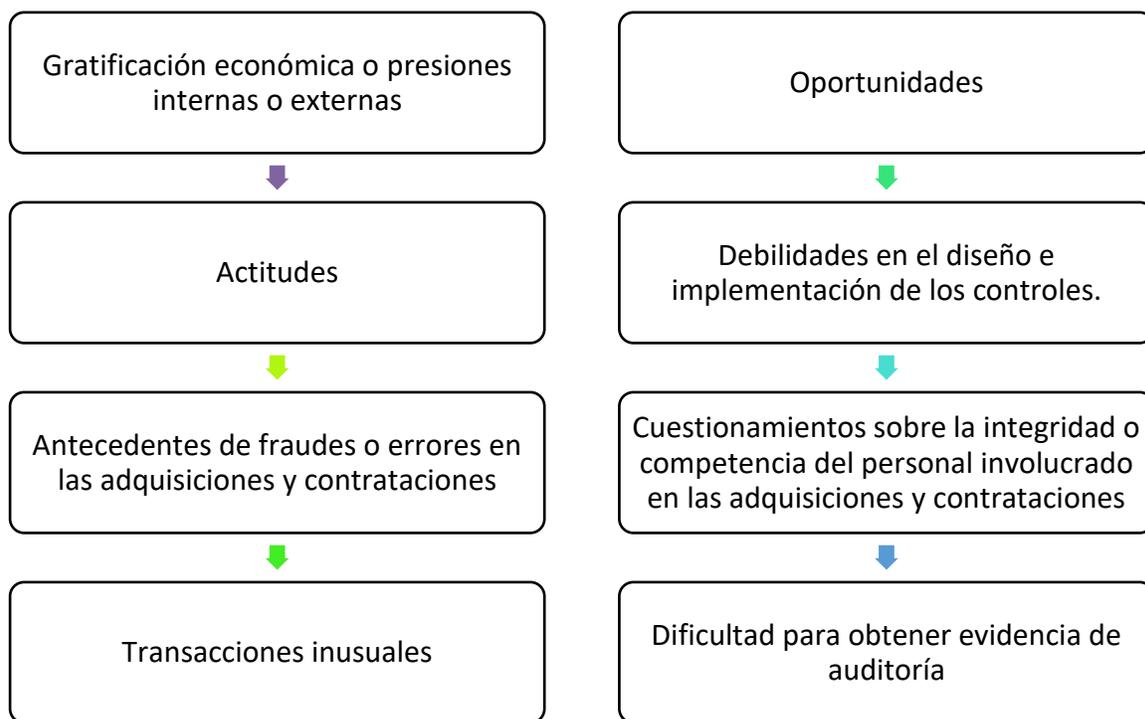 Gratificación económica o presiones
internas o externas
Actitudes
Antecedentes de fraudes o errores en
las adquisiciones y contrataciones
Transacciones inusuales
Oportunidades
Debilidades en el diseño e
implementación de los controles.
Cuestionamientos sobre la integridad o
competencia del personal involucrado
en las adquisiciones y contrataciones
Dificultad para obtener evidencia de
auditoría